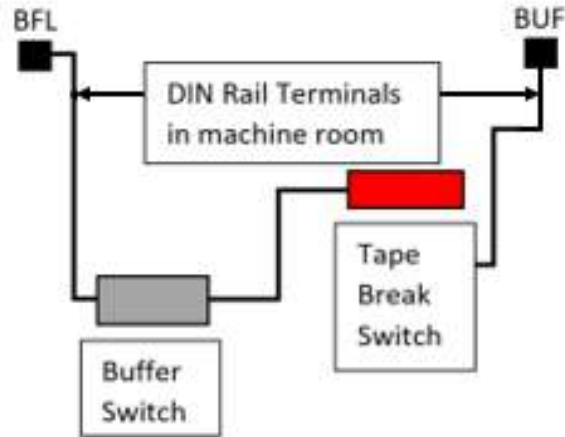 BFL
BUF
DIN Rail Terminals
in machine room
Tape
Break
Switch
Buffer
Switch